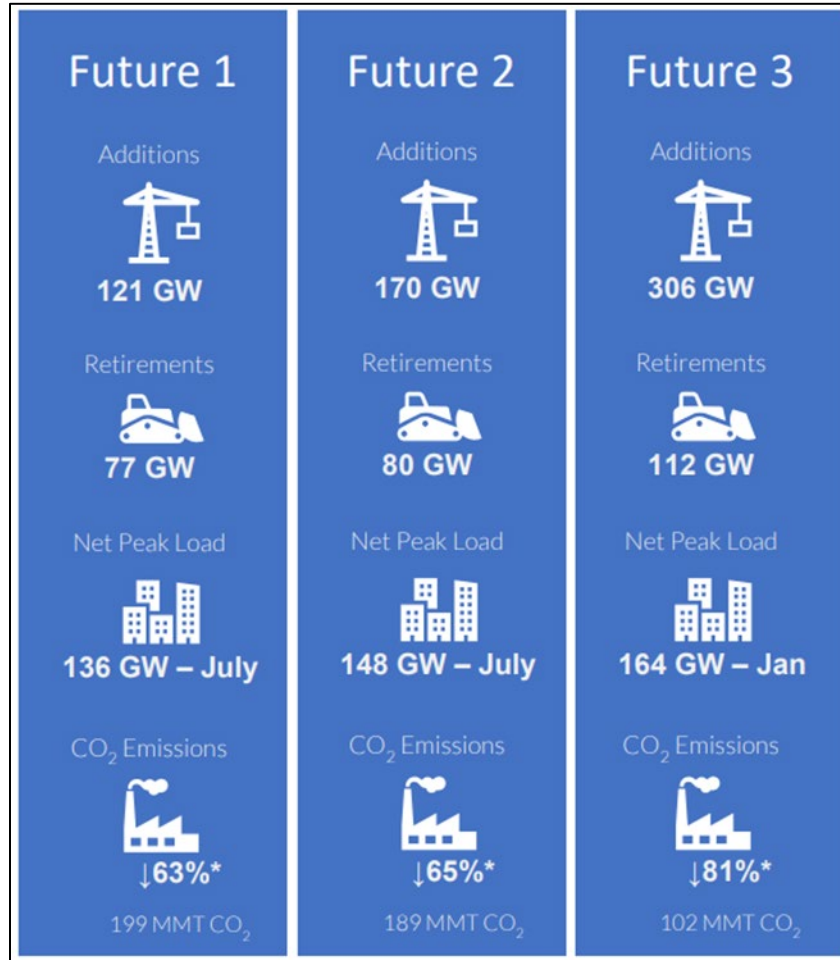 Future 1
Additions
121 GW
Retirements
77 GW
Net Peak Load
136 GW – July
CO₂ Emissions
↓63%*
199 MMT CO₂
Future 2
Additions
170 GW
Retirements
80 GW
Net Peak Load
148 GW – July
CO₂ Emissions
↓65%*
189 MMT CO₂
Future 3
Additions
306 GW
Retirements
112 GW
Net Peak Load
164 GW – Jan
CO₂ Emissions
↓81%*
102 MMT CO₂